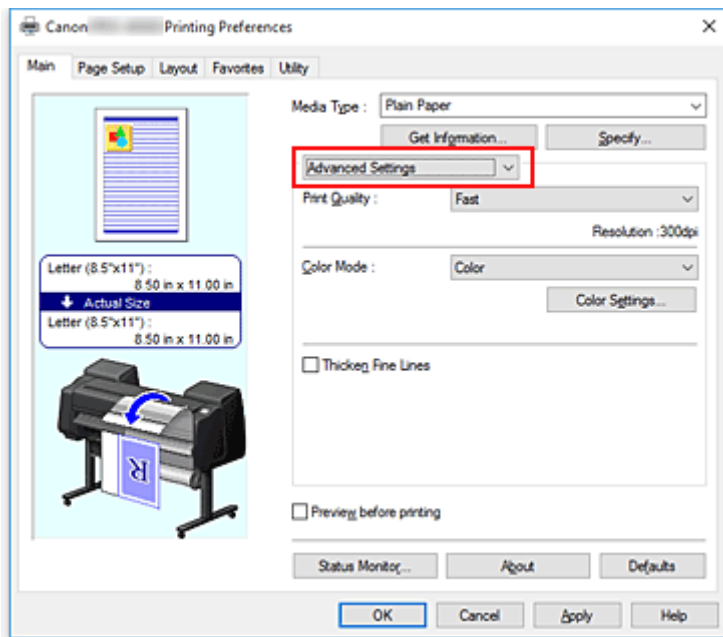 Canon Printing Preferences
Main Page Setup Layout Favorites Utility
Media Type : Plain Paper
Get Information... Specify...
Advanced Settings
Print Quality : Fast
Resolution :300dpi
Color Mode : Color
Color Settings...
Thicken Fine Lines
Letter (8.5"x11") :
8.50 in x 11.00 in
Actual Size
Letter (8.5"x11") :
8.50 in x 11.00 in
R
Preview before printing
Status Monitor... About Defaults
OK Cancel Apply Help